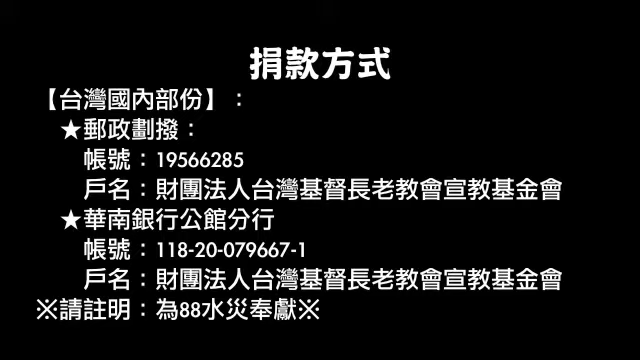 捐款方式
【台灣國內部份】：
★郵政劃撥：
帳號：19566285
戶名：財團法人台灣基督長老教會宣教基金會
★華南銀行公館分行
帳號：118-20-079667-1
戶名：財團法人台灣基督長老教會宣教基金會
※請註明：為88水災奉獻※